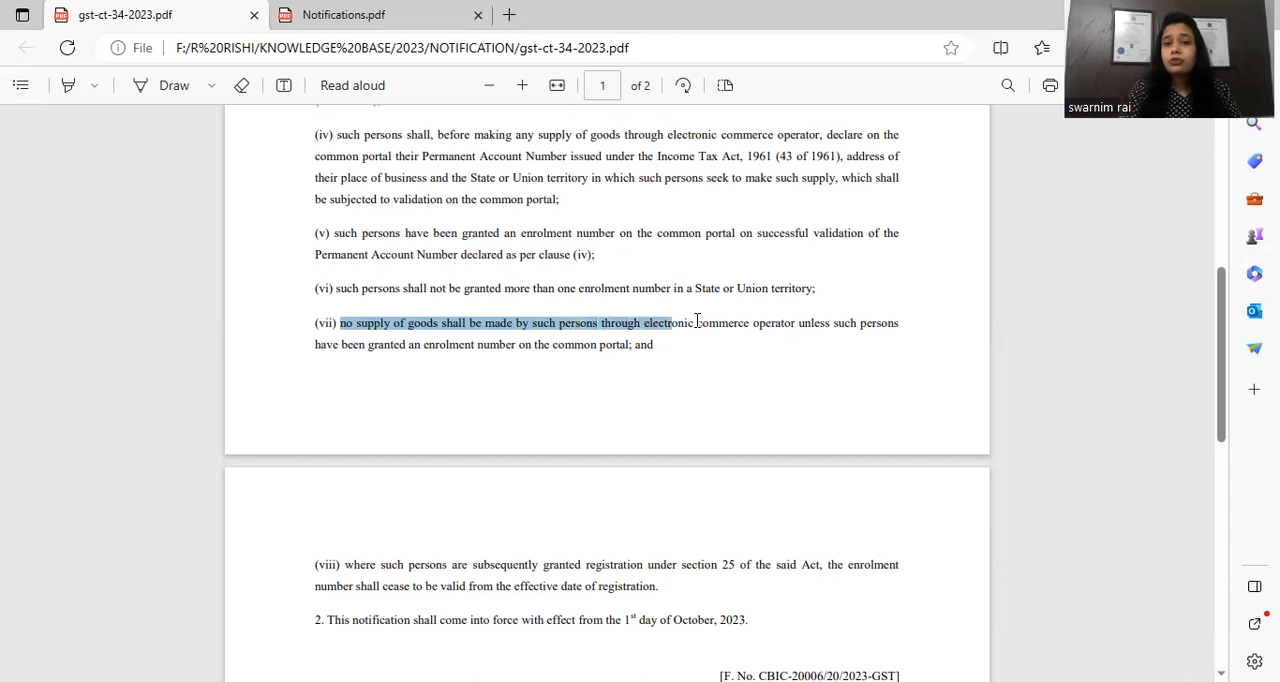 gst-ct-34-2023.pdf
Notifications.pdf
File
F:/R%20RISHI/KNOWLEDGE%20BASE/2023/NOTIFICATION/gst-ct-34-2023.pdf
Draw
Read aloud
1 of 2
swarnim rai
(iv) such persons shall, before making any supply of goods through electronic commerce operator, declare on the
common portal their Permanent Account Number issued under the Income Tax Act, 1961 (43 of 1961), address of
their place of business and the State or Union territory in which such persons seek to make such supply, which shall
be subjected to validation on the common portal;
(v) such persons have been granted an enrolment number on the common portal on successful validation of the
Permanent Account Number declared as per clause (iv);
(vi) such persons shall not be granted more than one enrolment number in a State or Union territory;
(vii) no supply of goods shall be made by such persons through electronic commerce operator unless such persons
have been granted an enrolment number on the common portal; and
(viii) where such persons are subsequently granted registration under section 25 of the said Act, the enrolment
number shall cease to be valid from the effective date of registration.
2. This notification shall come into force with effect from the 1st day of October, 2023.
[F. No. CBIC-20006/20/2023-GST]